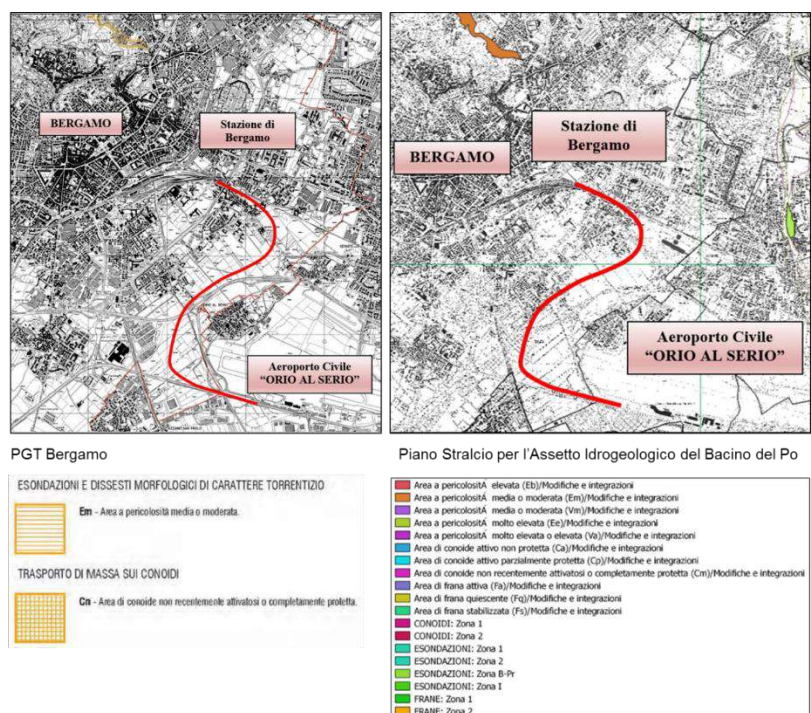 BERGAMO
Stazione di
Bergamo
Aeroporto Civile
“ORIO AL SERIO”
BERGAMO
Stazione di
Bergamo
Aeroporto Civile
“ORIO AL SERIO”
PGT Bergamo
Piano Stralcio per l’Assetto Idrogeologico del Bacino del Po
ESONDAZIONI E DISSESTI MORFOLOGICI DI CARATTERE TORRENTIZIO
Em - Area a pericolosità media o moderata.
TRASPORTO DI MASSA SUI CONOIDI
Cn - Area di conoide non recentemente attivatosi o completamente protetta.
Area a pericolositÁ elevata (Eb)/Modifiche e integrazioni
Area a pericolositÁ media o moderata (Em)/Modifiche e integrazioni
Area a pericolositÁ media o moderata (Vm)/Modifiche e integrazioni
Area a pericolositÁ molto elevata (Ee)/Modifiche e integrazioni
Area a pericolositÁ molto elevata o elevata (Va)/Modifiche e integrazioni
Area di conoide attivo non protetta (Ca)/Modifiche e integrazioni
Area di conoide attivo parzialmente protetta (Cp)/Modifiche e integrazioni
Area di conoide non recentemente attivatosi o completamente protetta (Cm)/Modifiche e integrazioni
Area di frana attiva (Fa)/Modifiche e integrazioni
Area di frana quiescente (Fq)/Modifiche e integrazioni
Area di frana stabilizzata (Fs)/Modifiche e integrazioni
CONOIDI: Zona 1
CONOIDI: Zona 2
ESONDAZIONI: Zona 1
ESONDAZIONI: Zona 2
ESONDAZIONI: Zona B-Pr
ESONDAZIONI: Zona I
FRANE: Zona 1
FRANE: Zona 2